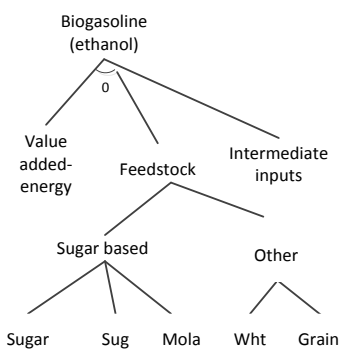 Biogasoline
(ethanol)
0
Value
added-
energy
Feedstock
Intermediate
inputs
Sugar based
Other
Sugar Sug Mola Wht Grain